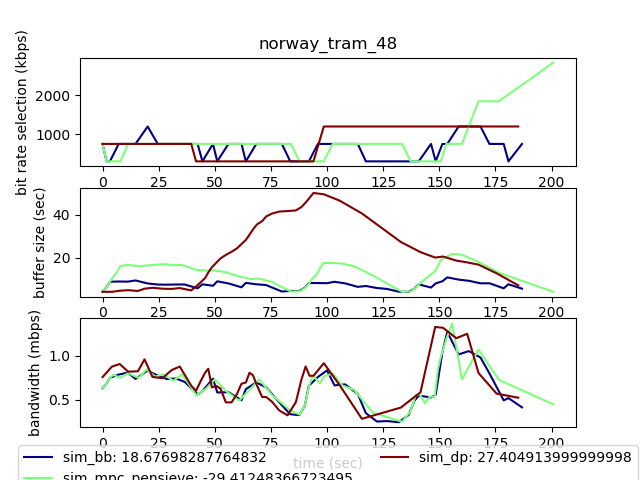 norway_tram_48
bit rate selection (kbps)
2000
1000
0 25 50 75 100 125 150 175 200
buffer size (sec)
40
20
0 25 50 75 100 125 150 175 200
bandwidth (mbps)
1.0
0.5
0 25 50 75 100 125 150 175 200
time (sec)
sim_bb: 18.67698287764832
sim_dp: 27.404913999999998
sim_mpc_pensieve: -29.41248366723495